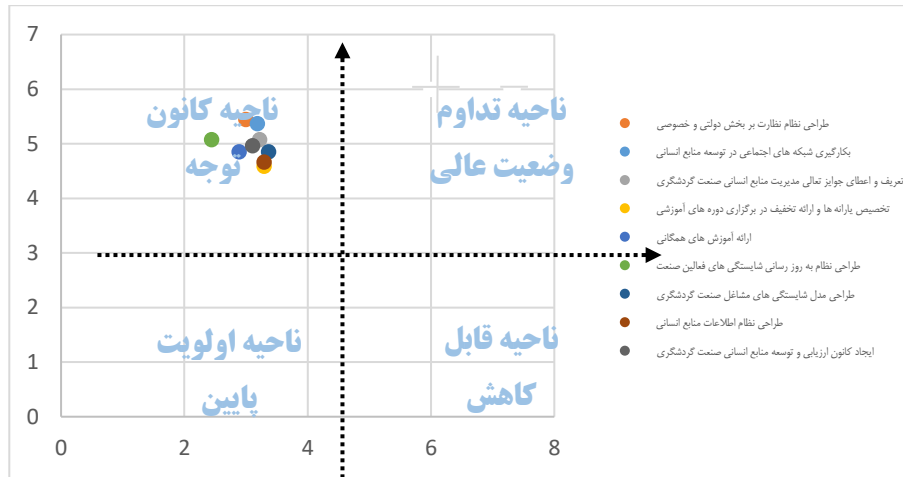 7
6
5
4
3
2
1
0
0 2 4 6 8
ناحیه کانون
توجه
ناحیه تداوم
وضعیت عالی
ناحیه اولویت
پایین
ناحیه قابل
کاهش
طراحی نظام نظارت بر بخش دولتی و خصوصی
بکارگیری شبکه های اجتماعی در توسعه منابع انسانی
تعریف و اعطای جوایز تعالی مدیریت منابع انسانی صنعت گردشگری
تخصیص یارانه ها و ارائه تخفیف در برگزاری دوره های آموزشی
ارائه آموزش های همگانی
طراحی نظام به روز رسانی شایستگی های فعالین صنعت
طراحی مدل شایستگی های مشاغل صنعت گردشگری
طراحی نظام اطلاعات منابع انسانی
ایجاد کانون ارزیابی و توسعه منابع انسانی صنعت گردشگری